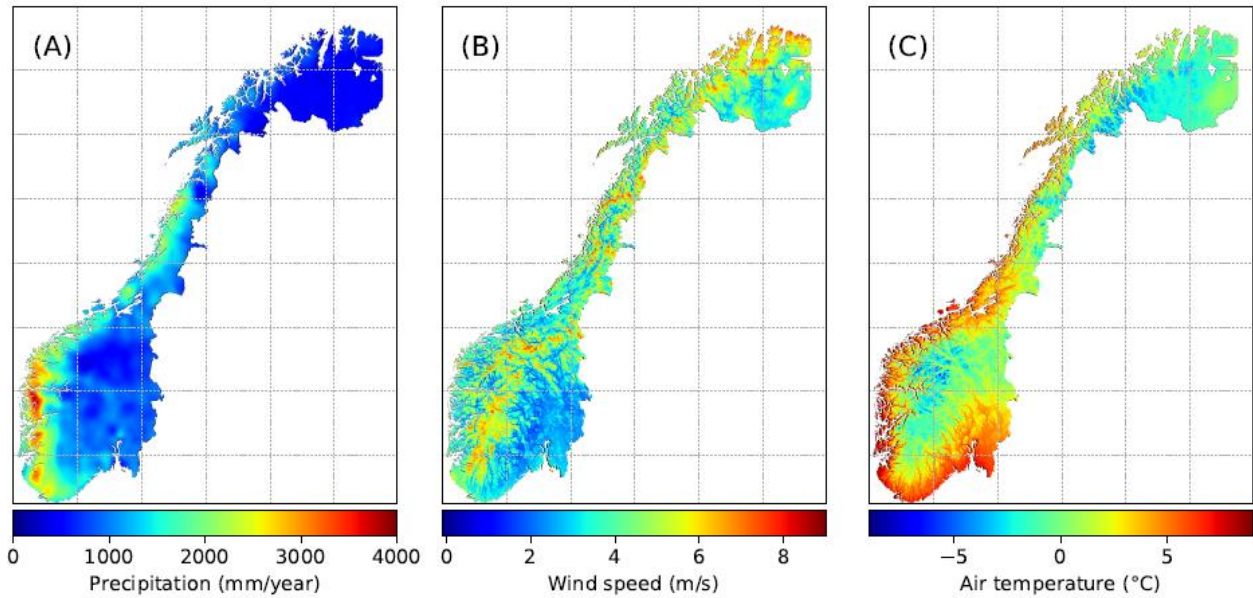 (A) (B) (C)
0 1000 2000 3000 4000 0 2 4 6 8 −5 0 5
Precipitation (mm/year) Wind speed (m/s) Air temperature (°C)